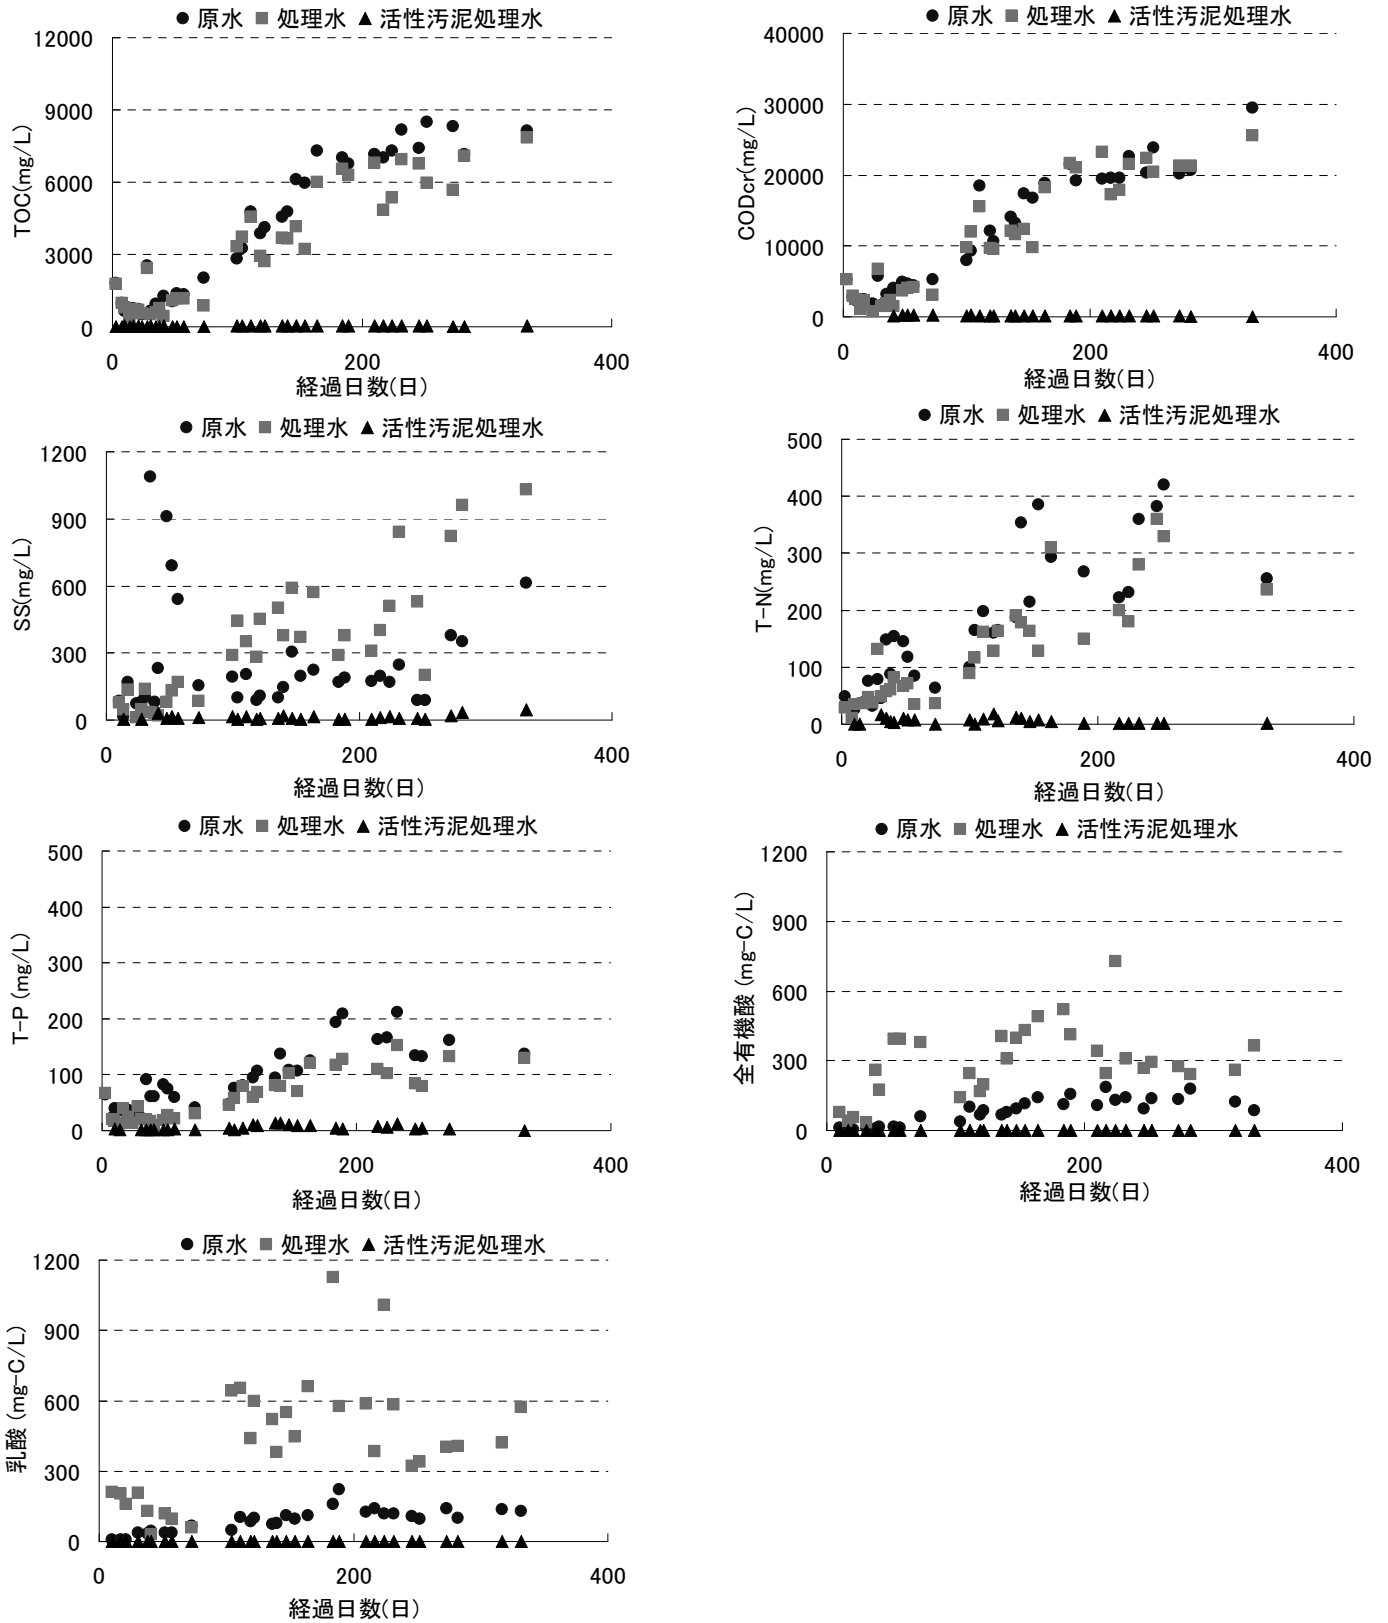 ● 原水 ■ 処理水 ▲ 活性汚泥処理水
12000
9000
6000
3000
0
TOC(mg/L)
0 200 400
経過日数(日)
● 原水 ■ 処理水 ▲ 活性汚泥処理水
40000
30000
20000
10000
0
CODcr(mg/L)
0 200 400
経過日数(日)
● 原水 ■ 処理水 ▲ 活性汚泥処理水
1200
900
600
300
0
SS(mg/L)
0 200 400
経過日数(日)
● 原水 ■ 処理水 ▲ 活性汚泥処理水
500
400
300
200
100
0
T-N(mg/L)
0 200 400
経過日数(日)
● 原水 ■ 処理水 ▲ 活性汚泥処理水
500
400
300
200
100
0
T-P (mg/L)
0 200 400
経過日数(日)
● 原水 ■ 処理水 ▲ 活性汚泥処理水
1200
900
600
300
0
全有機酸 (mg-C/L)
0 200 400
経過日数(日)
● 原水 ■ 処理水 ▲ 活性汚泥処理水
1200
900
600
300
0
乳酸 (mg-C/L)
0 200 400
経過日数(日)